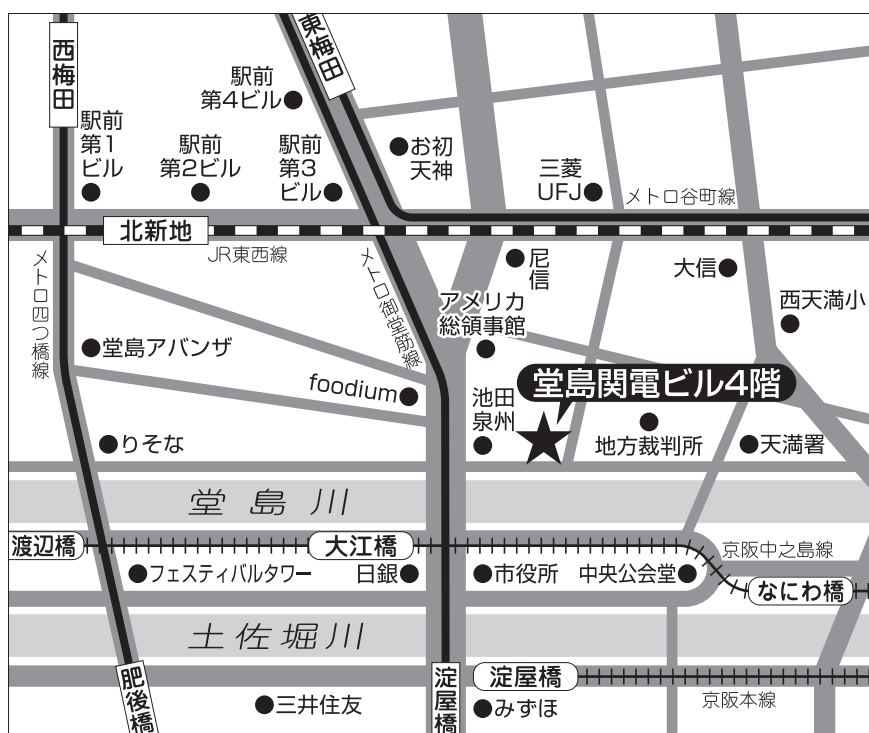 西梅田
東梅田
駅前
第4ビル
駅前
第1
ビル
駅前
第2ビル
駅前
第3
ビル
お初
天神
三菱
UFJ
メトロ谷町線
北新地
JR東西線
メトロ四つ橋線
メトロ御堂筋線
尼信
大信
アメリカ
総領事館
西天満小
堂島アバンザ
foodium
池田
泉州
堂島関電ビル4階
りそな
地方裁判所
天満署
堂島川
渡辺橋
大江橋
京阪中之島線
フェスティバルタワー
日銀
市役所
中央公会堂
なにわ橋
土佐堀川
肥後橋
淀屋橋
淀屋橋
京阪本線
三井住友
みずほ